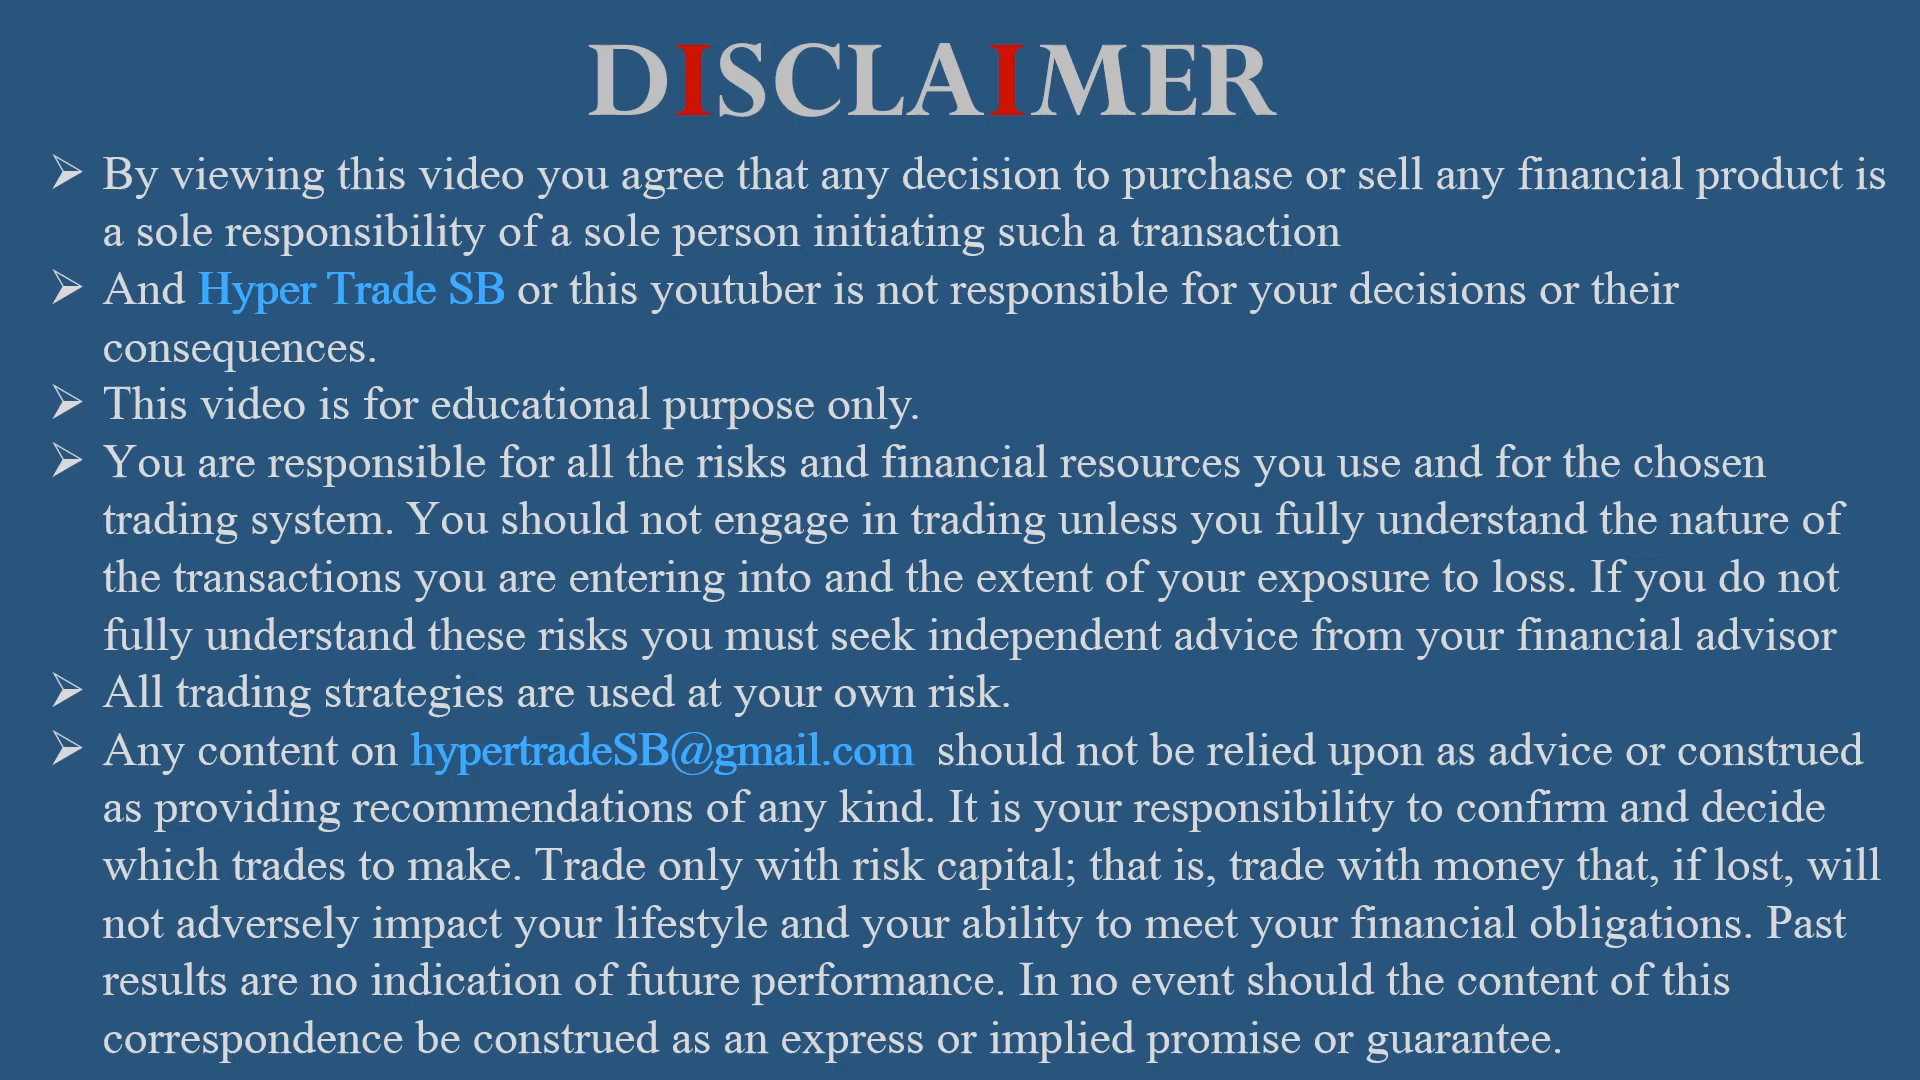 DISCLAIMER
➢ By viewing this video you agree that any decision to purchase or sell any financial product is
a sole responsibility of a sole person initiating such a transaction
➢ And Hyper Trade SB or this youtuber is not responsible for your decisions or their
consequences.
➢ This video is for educational purpose only.
➢ You are responsible for all the risks and financial resources you use and for the chosen
trading system. You should not engage in trading unless you fully understand the nature of
the transactions you are entering into and the extent of your exposure to loss. If you do not
fully understand these risks you must seek independent advice from your financial advisor
➢ All trading strategies are used at your own risk.
➢ Any content on hypertradeSB@gmail.com should not be relied upon as advice or construed
as providing recommendations of any kind. It is your responsibility to confirm and decide
which trades to make. Trade only with risk capital; that is, trade with money that, if lost, will
not adversely impact your lifestyle and your ability to meet your financial obligations. Past
results are no indication of future performance. In no event should the content of this
correspondence be construed as an express or implied promise or guarantee.